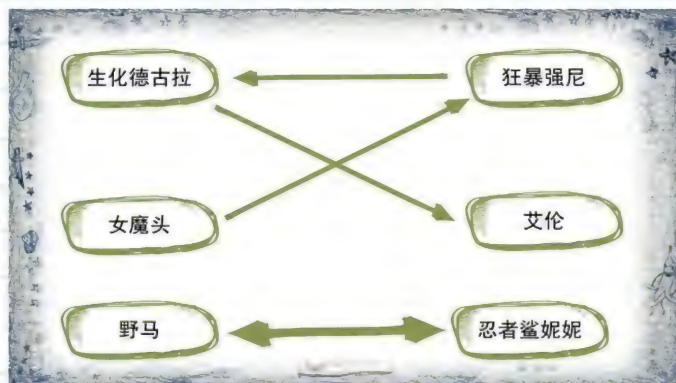 生化德古拉
狂暴强尼
女魔头
艾伦
野马
忍者鲨妮妮